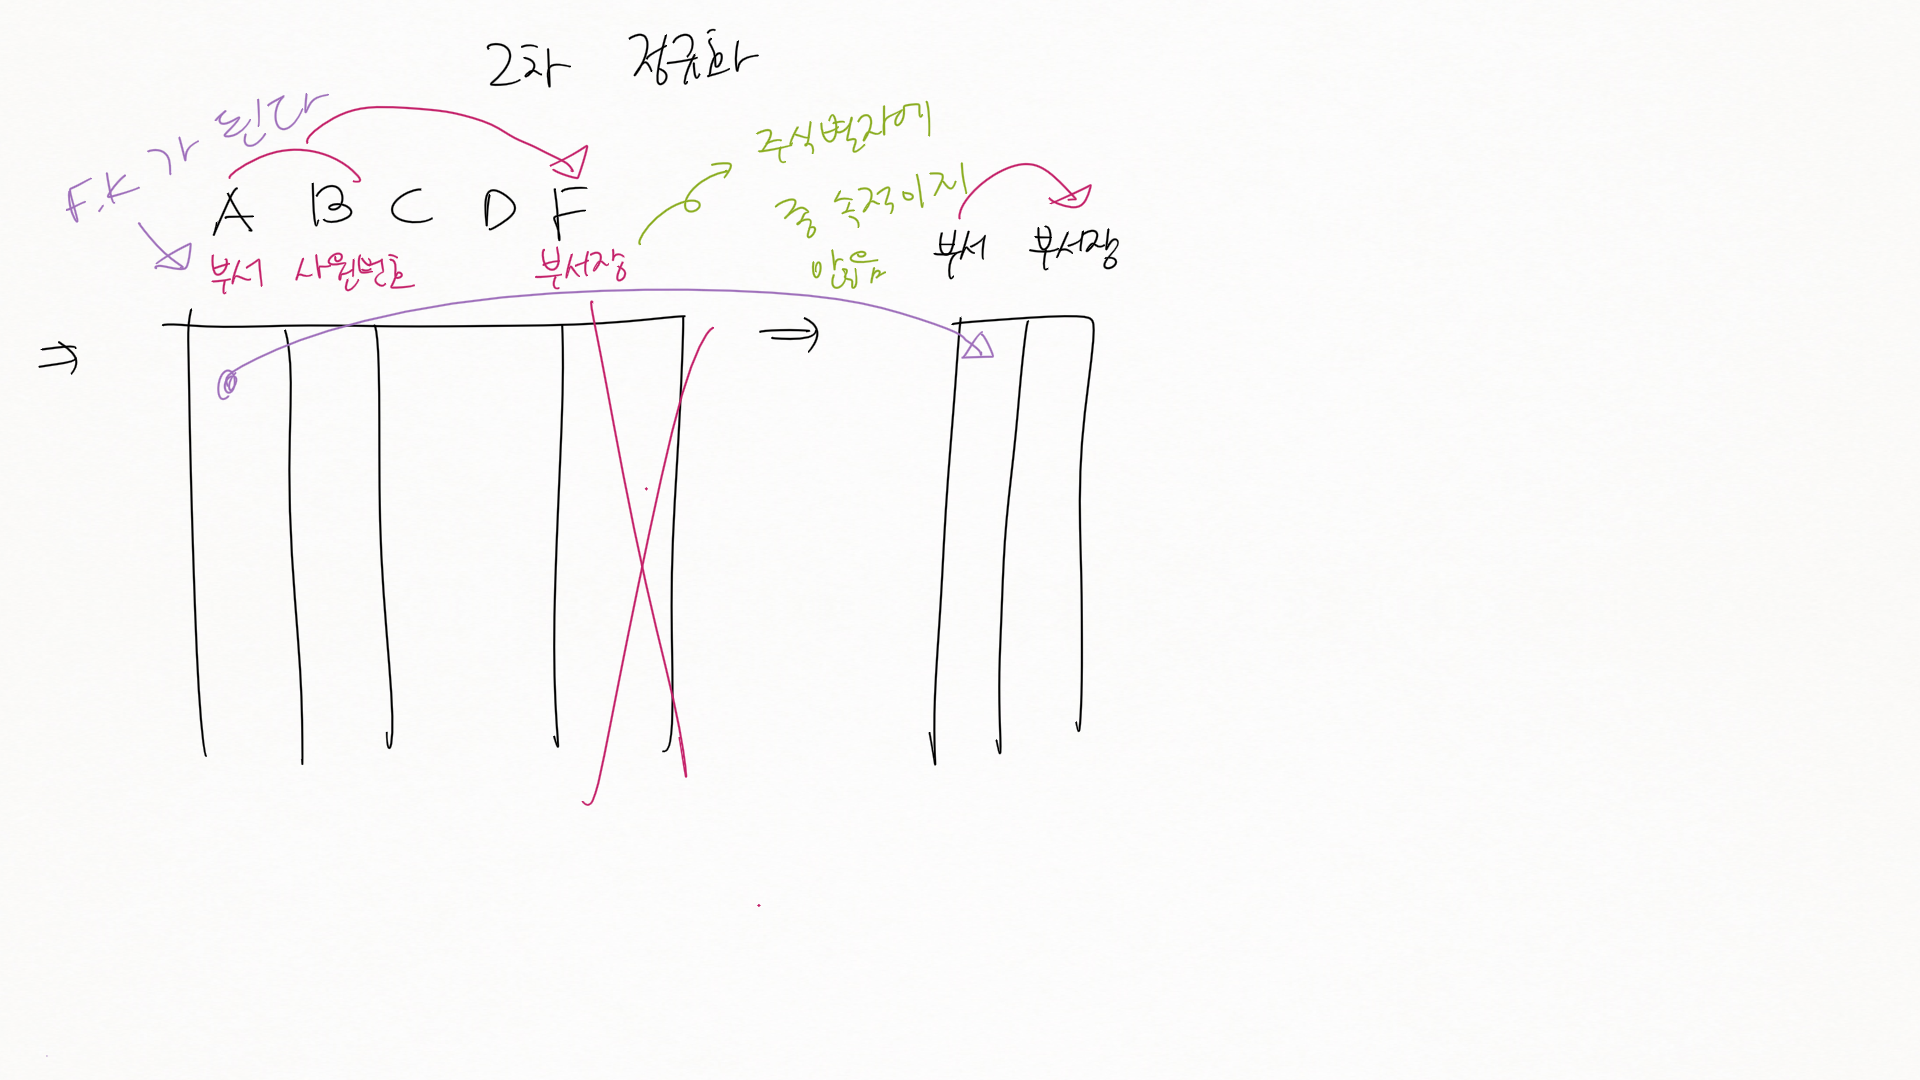 2차 정규화
F.K 가 된다
A B C D F
부서 사원번호 부서장
주식별자에
종속적이지
않음
부서 부서장